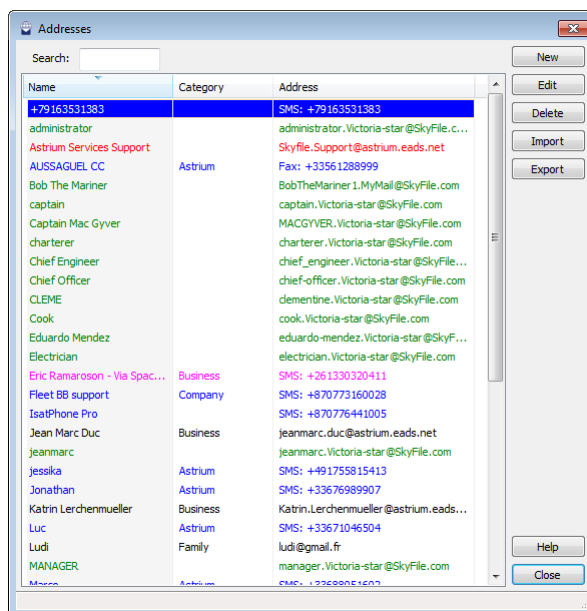 Addresses
Search:
New
Edit
Delete
Import
Export
Name Category Address
+79163531383 SMS: +79163531383
administrator administrator.Victoria-star@SkyFile.c...
Astrium Services Support Skyfile.Support@astrium.eads.net
AUSSAGUEL CC Astrium Fax: +33561288999
Bob The Mariner BobTheMariner1.MyMail@SkyFile.com
captain captain.Victoria-star@SkyFile.com
Captain Mac Gyver MACGYVER.Victoria-star@SkyFile.com
charterer charterer.Victoria-star@SkyFile.com
Chief Engineer chief_engineer.Victoria-star@SkyFile...
Chief Officer chief-officer.Victoria-star@SkyFile.com
CLEME clementine.Victoria-star@SkyFile.com
Cook cook.Victoria-star@SkyFile.com
Eduardo Mendez eduardo-mendez.Victoria-star@SkyF...
Electrician electrician.Victoria-star@SkyFile.com
Eric Ramaroson - Via Spac... Business SMS: +261330320411
Fleet BB support Company SMS: +870773160028
IsatPhone Pro SMS: +870776441005
Jean Marc Duc Business jeanmarc.duc@astrium.eads.net
jeanmarc jeanmarc.Victoria-star@SkyFile.com
jessika Astrium SMS: +491755815413
Jonathan Astrium SMS: +33676989907
Katrin Lerchenmueller Business Katrin.Lerchenmueller@astrium.eads...
Luc Astrium SMS: +33671046504
Ludi Family ludi@gmail.fr
MANAGER manager.Victoria-star@SkyFile.com
Marco Astrium SMS: +33688051602
Help
Close